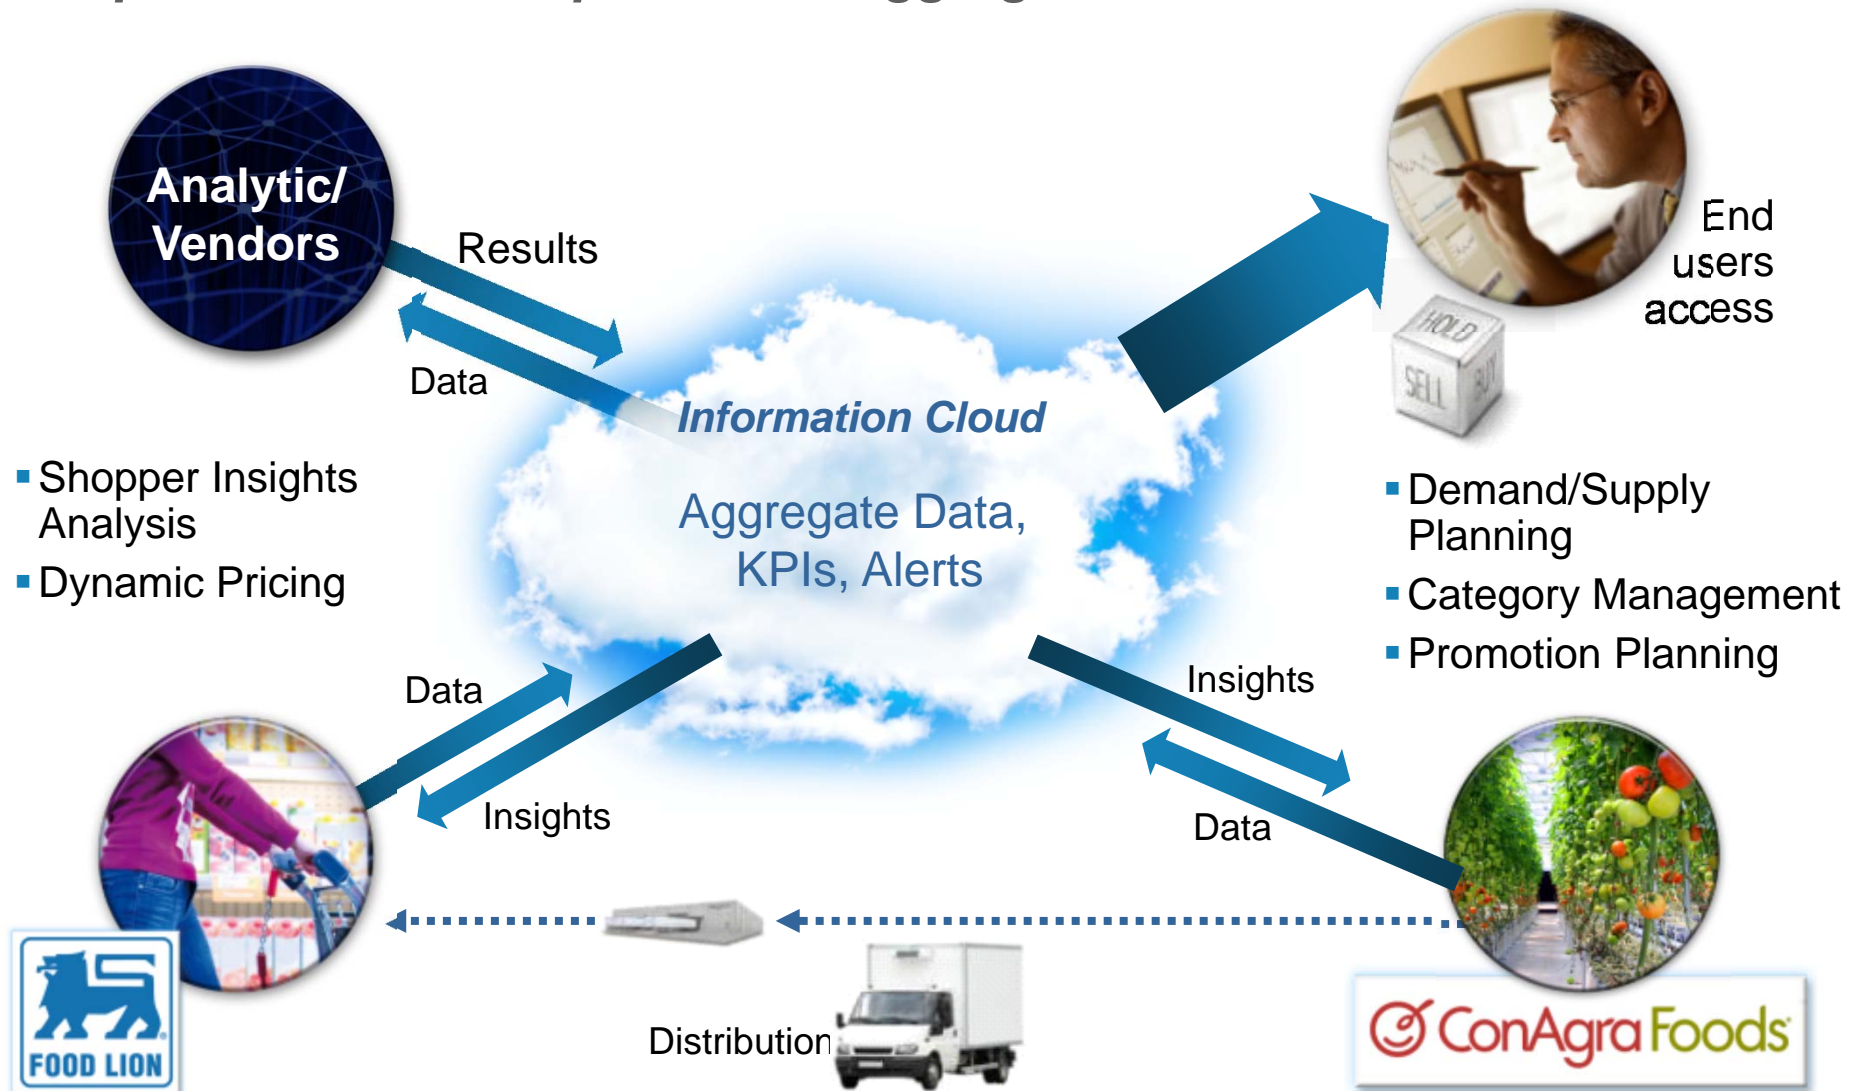 Analytic/
Vendors
Results
Data
End
users
access
HOLD
SELL
BUY
Information Cloud
Aggregate Data,
KPIs, Alerts
▪ Shopper Insights
Analysis
▪ Dynamic Pricing
▪ Demand/Supply
Planning
▪ Category Management
▪ Promotion Planning
Data
Insights
Insights
Data
Distribution
FOOD LION
ConAgra Foods